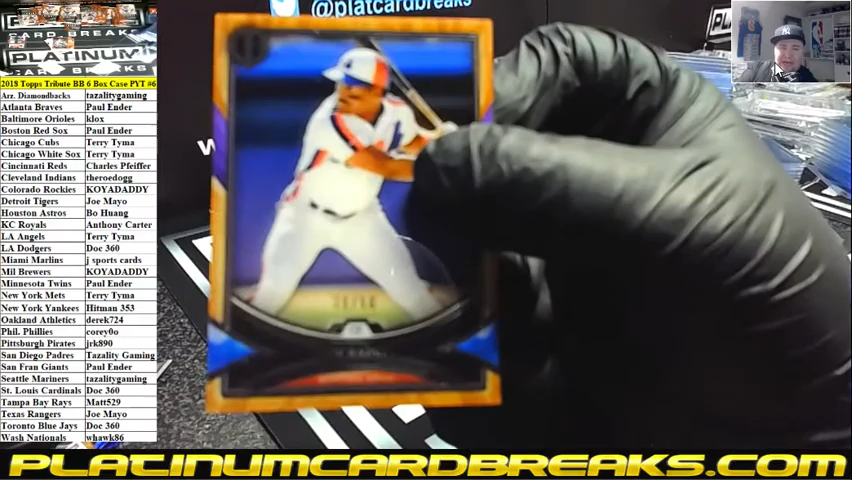 @platcardbreaks
CARD BREAKS
PLATINUM
CARD BREAKS
2018 Topps Tribute BB 6 Box Case PYT #6
Arz. Diamondbacks tazalitygaming
Atlanta Braves Paul Ender
Baltimore Orioles klox
Boston Red Sox Paul Ender
Chicago Cubs Terry Tyma
Chicago White Sox Terry Tyma
Cincinnati Reds Charles Pfeiffer
Cleveland Indians theroedogg
Colorado Rockies KOYADADDY
Detroit Tigers Joe Mayo
Houston Astros Bo Huang
KC Royals Anthony Carter
LA Angels Terry Tyma
LA Dodgers Doc 360
Miami Marlins j sports cards
Mil Brewers KOYADADDY
Minnesota Twins Paul Ender
New York Mets Terry Tyma
New York Yankees Hitman 353
Oakland Athletics derek724
Phil. Phillies corey0o
Pittsburgh Pirates jrk890
San Diego Padres Tazality Gaming
San Fran Giants Paul Ender
Seattle Mariners tazalitygaming
St. Louis Cardinals Doc 360
Tampa Bay Rays Matt529
Texas Rangers Joe Mayo
Toronto Blue Jays Doc 360
Wash Nationals whawk86
PLATINUMCARDBREAKS.COM